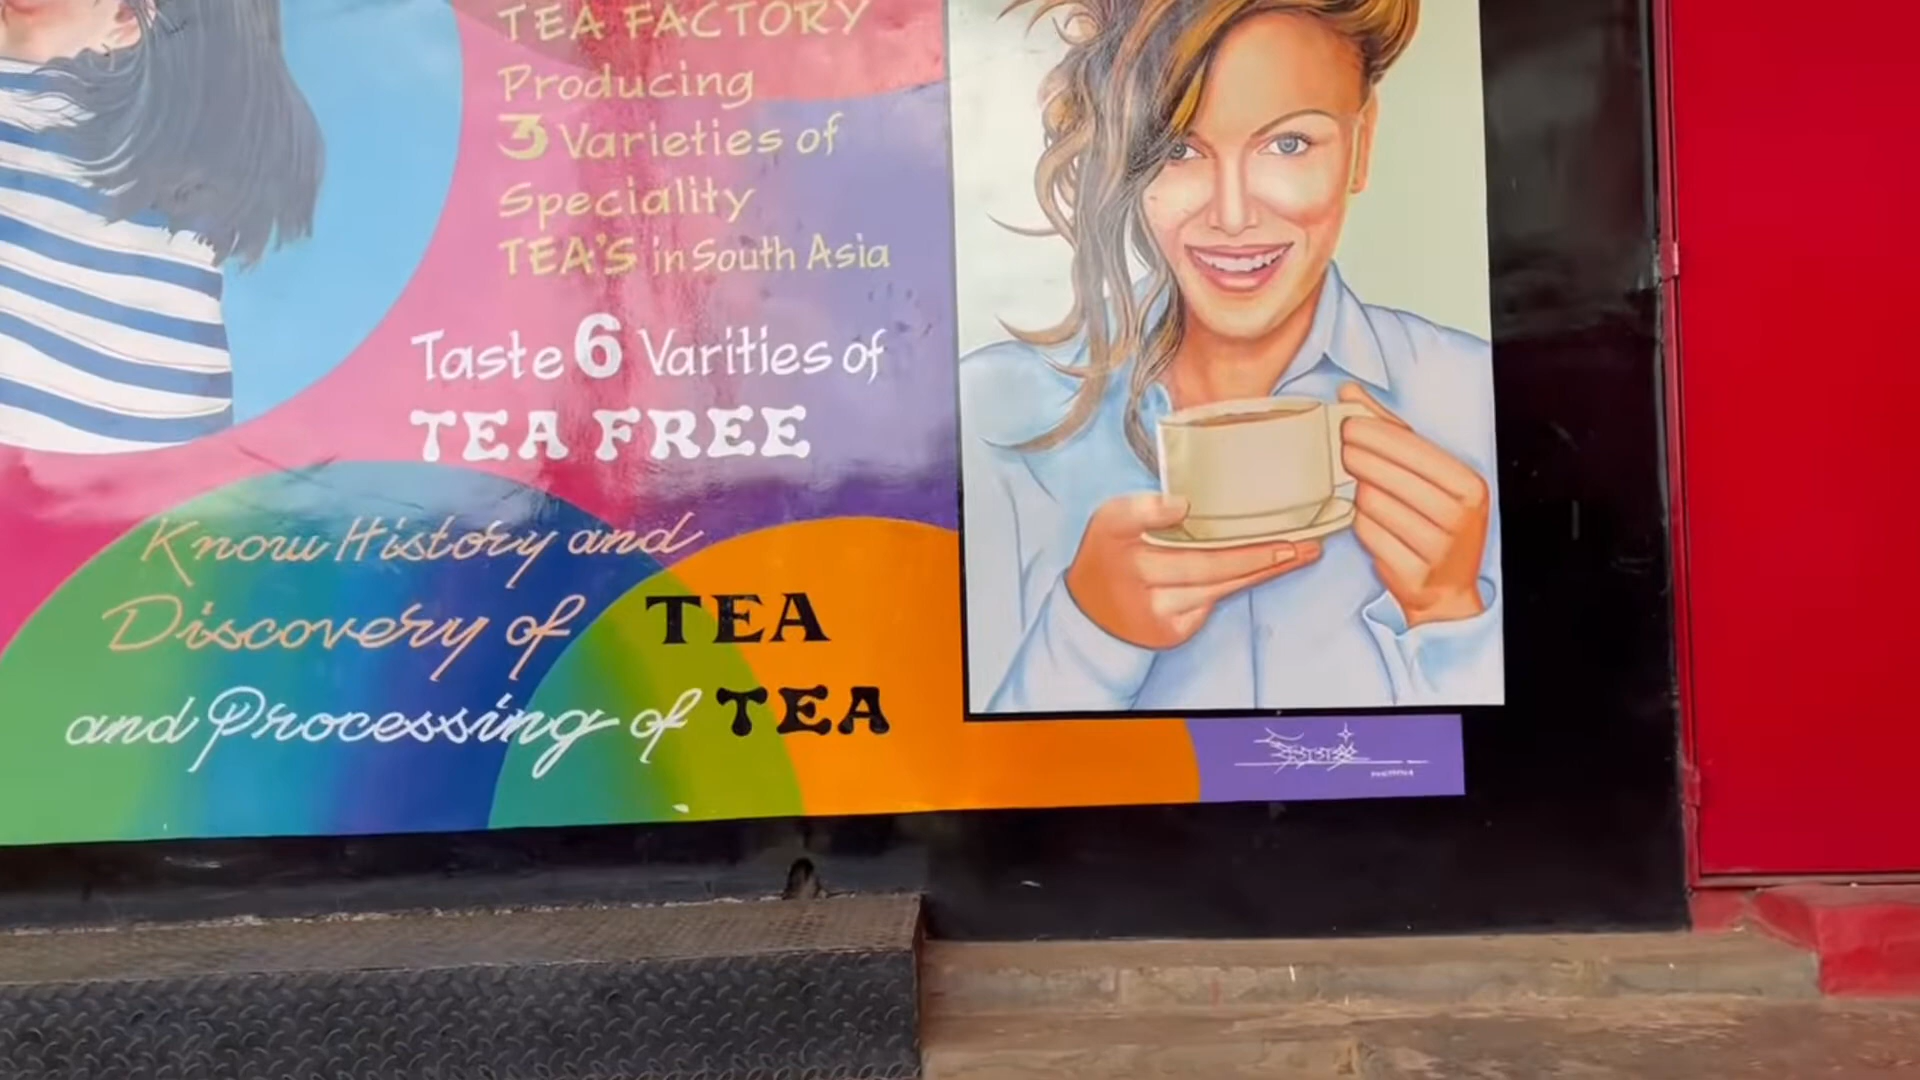 TEA FACTORY
Producing
3 Varieties of
Speciality
TEA'S in South Asia
Taste 6 Varities of
TEA FREE
Know History and
Discovery of TEA
and Processing of TEA